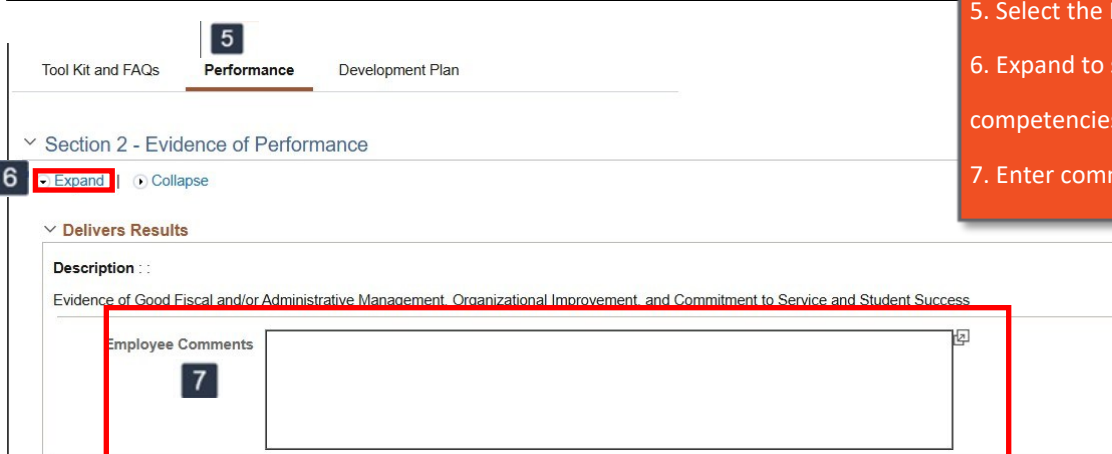 5
Tool Kit and FAQs Performance Development Plan
Section 2 - Evidence of Performance
6 Expand | Collapse
Delivers Results
Description : :
Evidence of Good Fiscal and/or Administrative Management, Organizational Improvement, and Commitment to Service and Student Success
Employee Comments
7
5. Select the
6. Expand to
competencies
7. Enter